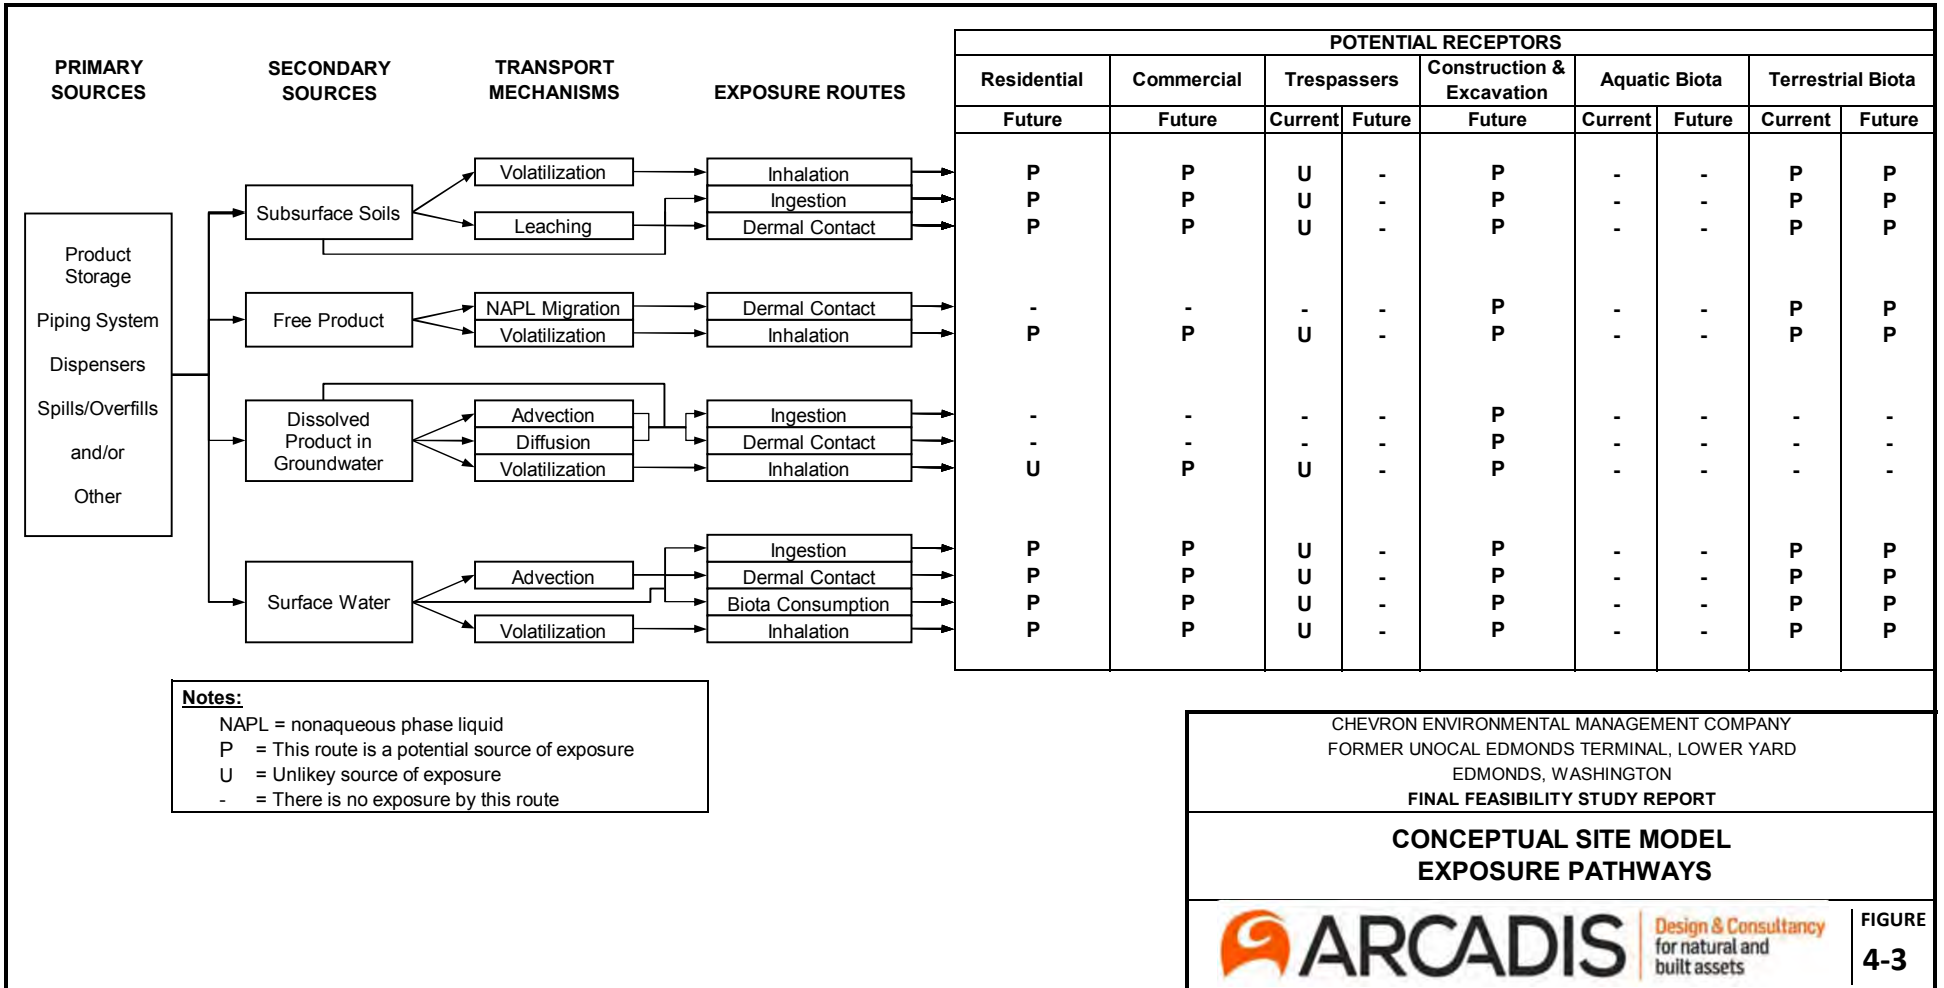 POTENTIAL RECEPTORS
PRIMARY SOURCES
SECONDARY SOURCES
TRANSPORT MECHANISMS
EXPOSURE ROUTES
Residential Commercial Trespassers Construction & Excavation Aquatic Biota Terrestrial Biota
Future Future Current Future Future Current Future Current Future
Product
Storage
Piping System
Dispensers
Spills/Overfills
and/or
Other
Subsurface Soils
Volatilization
Leaching
Inhalation P P U - P - - P P
Ingestion P P U - P - - P P
Dermal Contact P P U - P - - P P
Free Product
NAPL Migration
Volatilization
Dermal Contact - - - - P - - P P
Inhalation P P U - P - - P P
Dissolved
Product in
Groundwater
Advection
Diffusion
Volatilization
Ingestion - - - - P - - - -
Dermal Contact - - - - P - - - -
Inhalation U P U - P - - - -
Surface Water
Advection
Volatilization
Ingestion P P U - P - - P P
Dermal Contact P P U - P - - P P
Biota Consumption P P U - P - - P P
Inhalation P P U - P - - P P
Notes:
NAPL = nonaqueous phase liquid
P = This route is a potential source of exposure
U = Unlikey source of exposure
- = There is no exposure by this route
CHEVRON ENVIRONMENTAL MANAGEMENT COMPANY
FORMER UNOCAL EDMONDS TERMINAL, LOWER YARD
EDMONDS, WASHINGTON
FINAL FEASIBILITY STUDY REPORT
CONCEPTUAL SITE MODEL
EXPOSURE PATHWAYS
ARCADIS
Design & Consultancy
for natural and
built assets
FIGURE
4-3